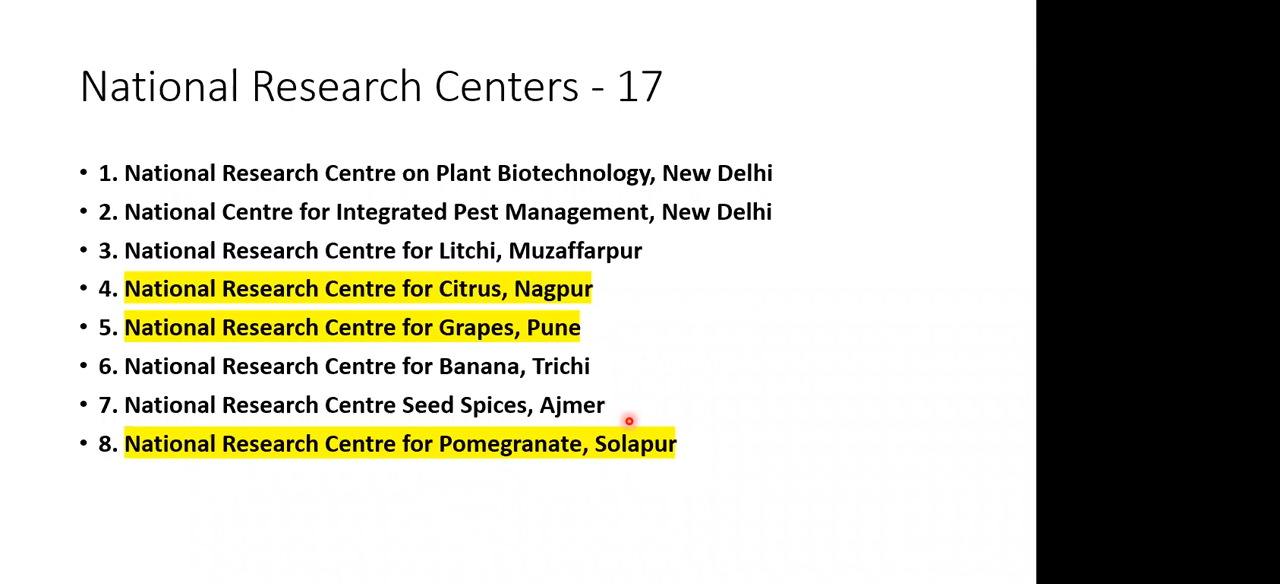 National Research Centers - 17
• 1. National Research Centre on Plant Biotechnology, New Delhi
• 2. National Centre for Integrated Pest Management, New Delhi
• 3. National Research Centre for Litchi, Muzaffarpur
• 4. National Research Centre for Citrus, Nagpur
• 5. National Research Centre for Grapes, Pune
• 6. National Research Centre for Banana, Trichi
• 7. National Research Centre Seed Spices, Ajmer
• 8. National Research Centre for Pomegranate, Solapur